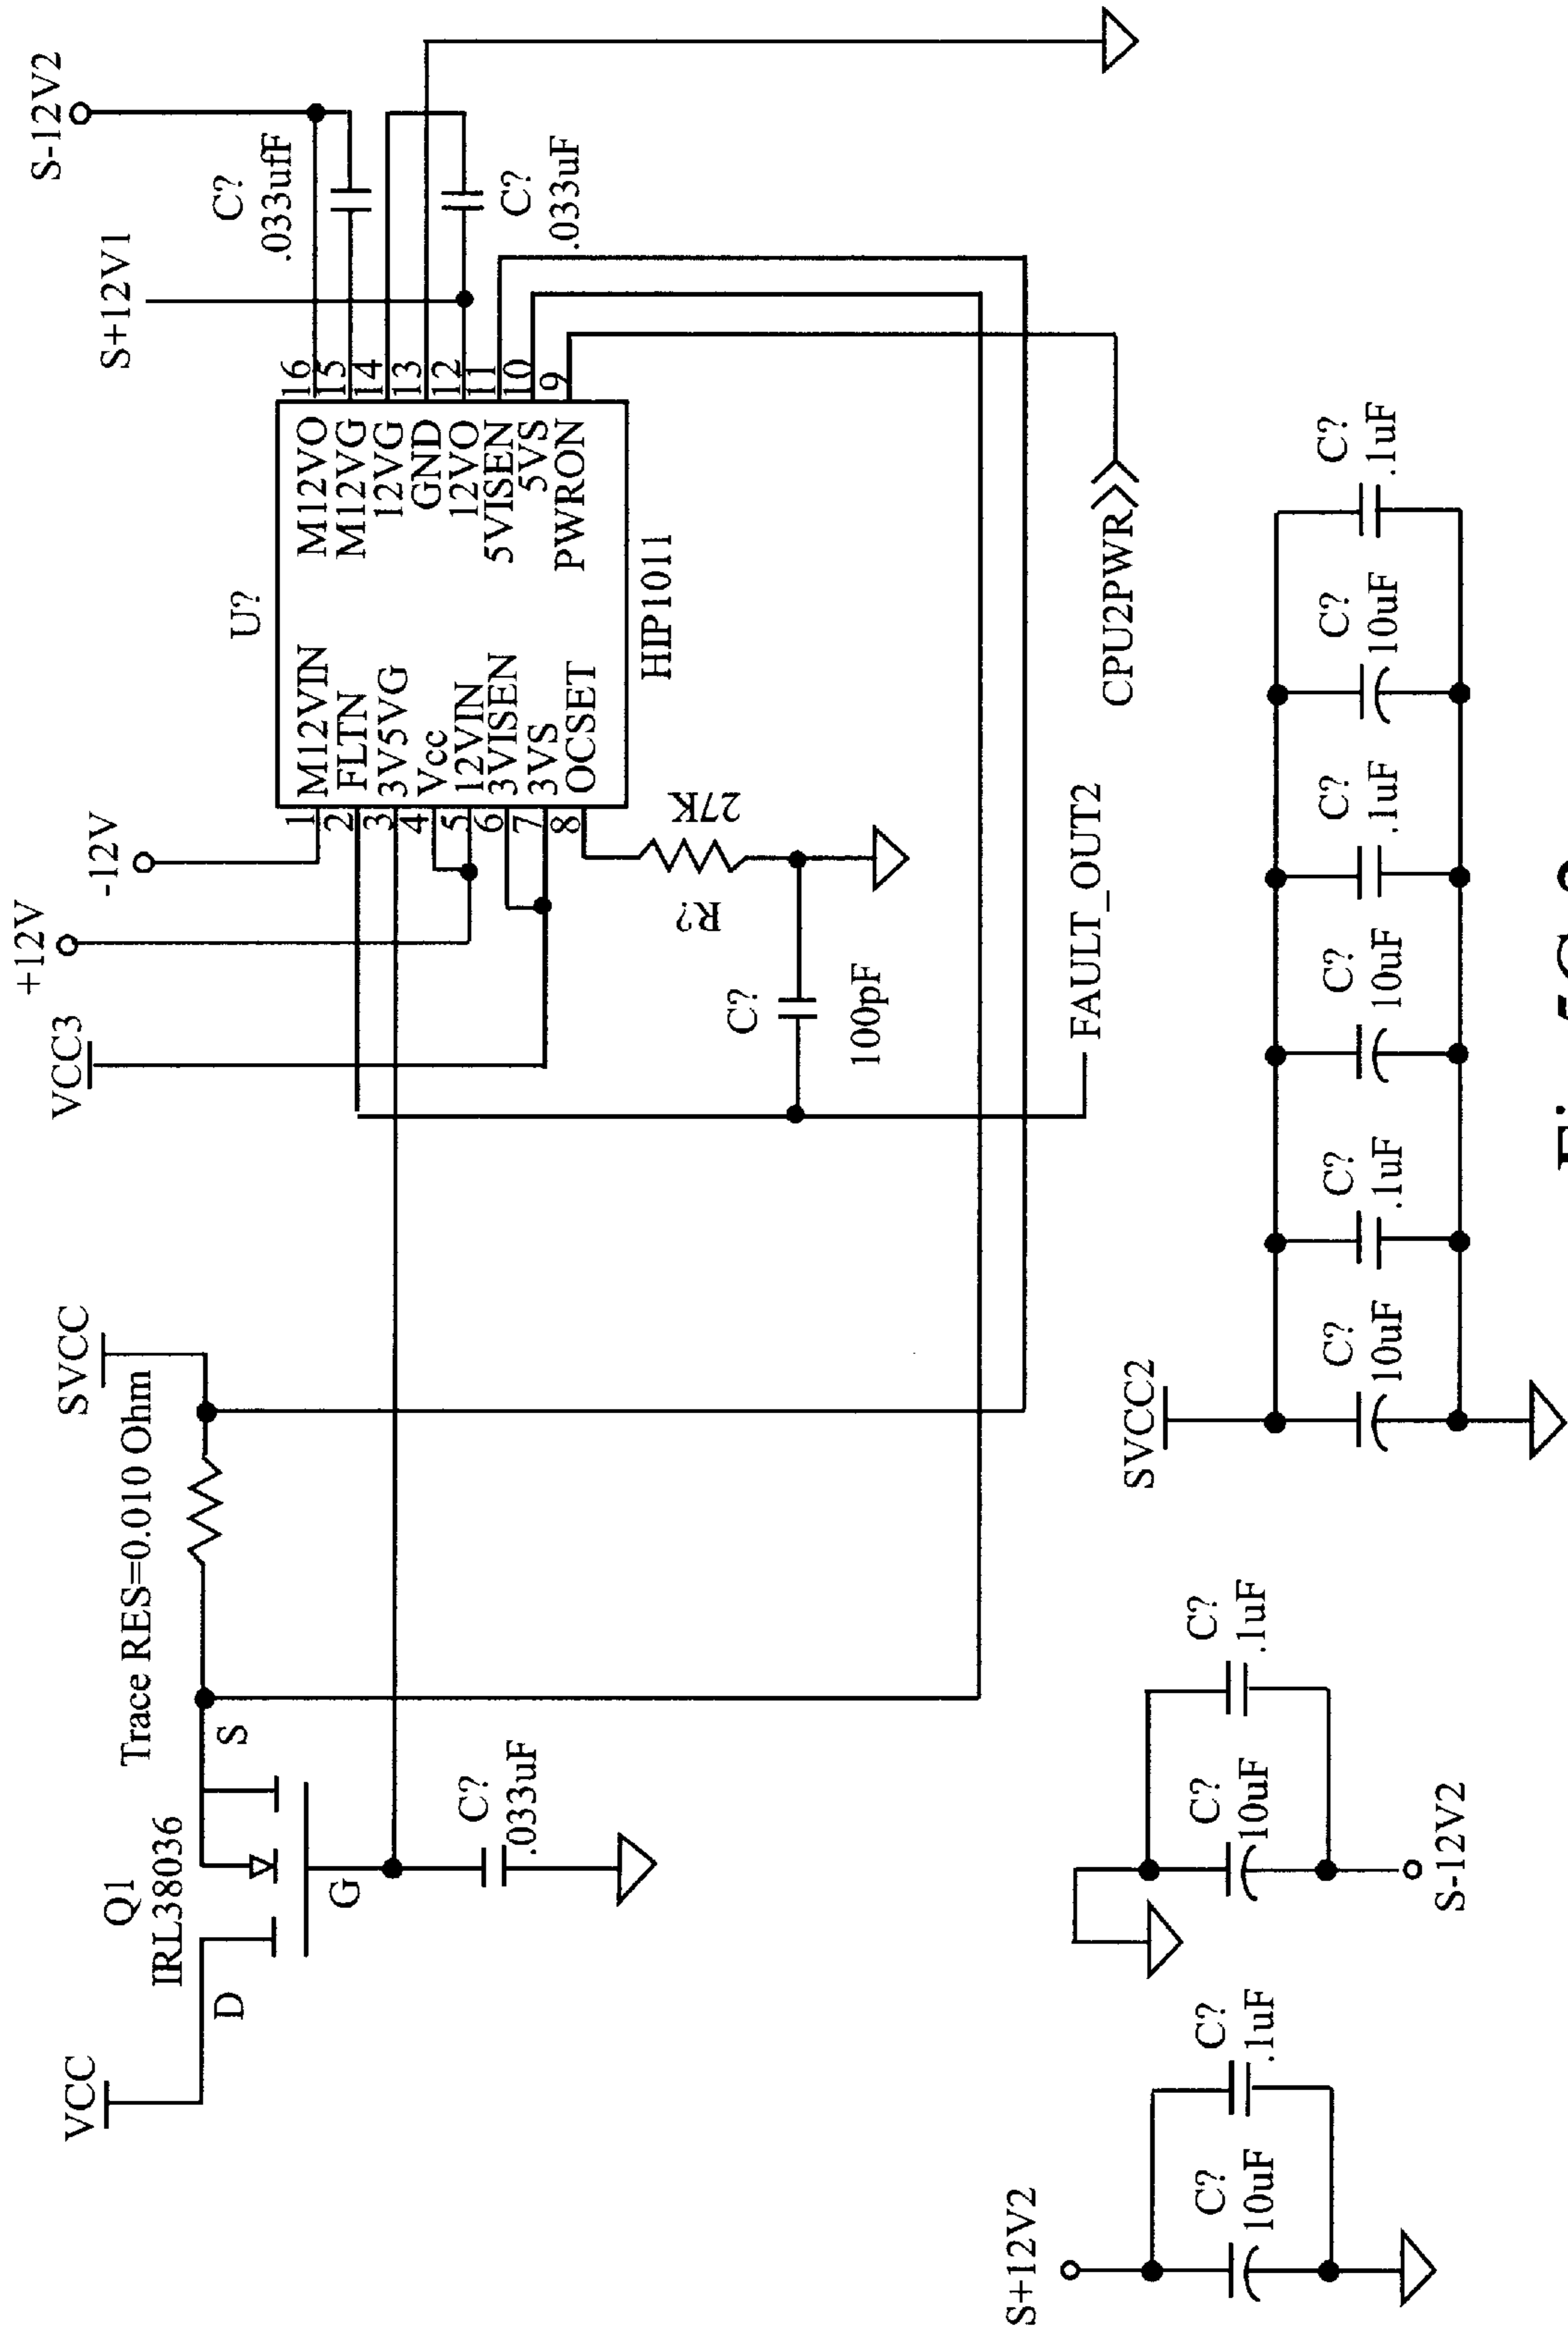 VCC
Q1
IRL38036
D
S
G
C?
.033uF
Trace RES=0.010 Ohm
SVCC
VCC3
+12V
-12V
U?
1
2
3
4
5
6
7
8
M12VIN
FLTN
3V5VG
Vcc
12VIN
3VISEN
3VS
OCSET
M12VO
M12VG
12VG
GND
12VO
5VISEN
5VS
PWRON
16
15
14
13
12
11
10
9
HIP1011
S+12V1
S-12V2
C?
.033ufF
C?
.033uF
R?
27K
C?
100pF
FAULT_OUT2
CPU2PWR
S+12V2
C?
10uF
C?
.1uF
C?
10uF
C?
.1uF
S-12V2
SVCC2
C?
10uF
C?
.1uF
C?
10uF
C?
.1uF
C?
10uF
C?
.1uF